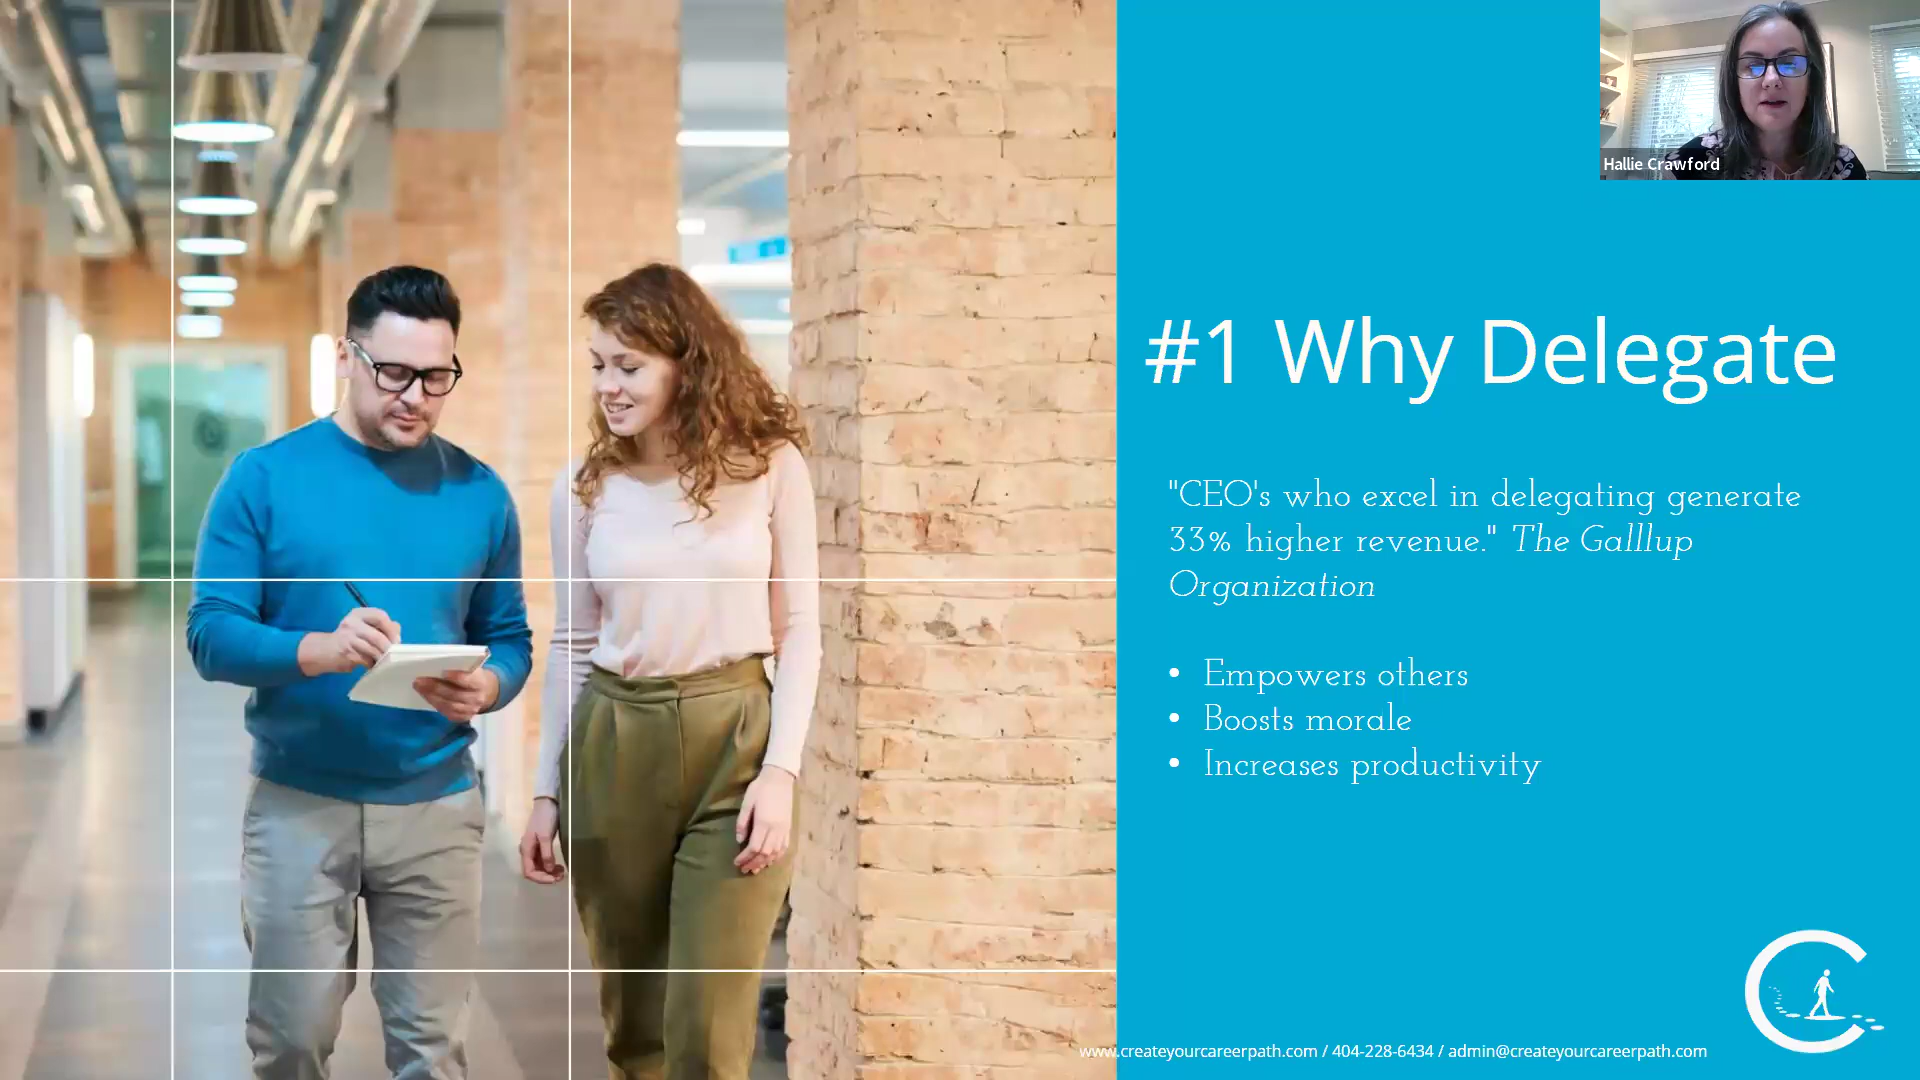 Hallie Crawford
#1 Why Delegate
"CEO's who excel in delegating generate
33% higher revenue." The Galllup
Organization
• Empowers others
• Boosts morale
• Increases productivity
www.createyourcareerpath.com / 404-228-6434 / admin@createyourcareerpath.com